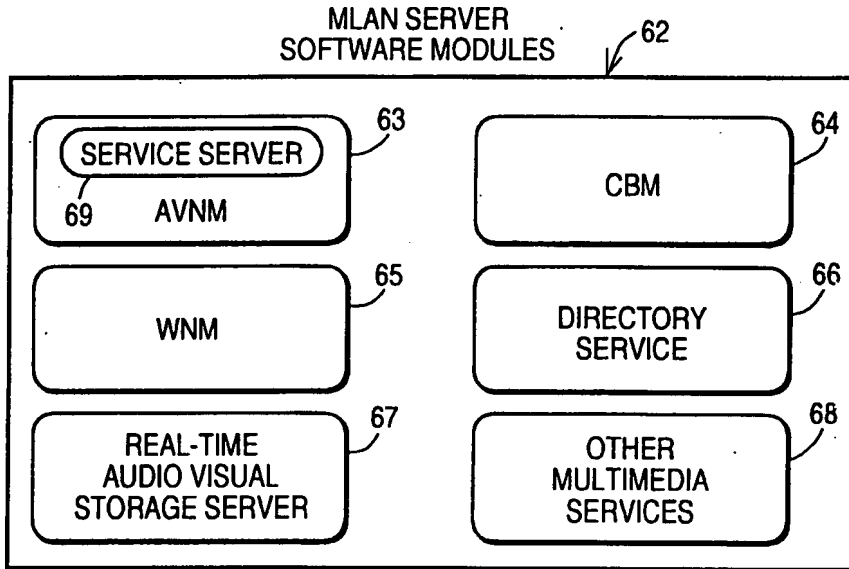 MLAN SERVER
SOFTWARE MODULES
62
SERVICE SERVER
69
AVNM
63
CBM
64
WNM
65
DIRECTORY
SERVICE
66
REAL-TIME
AUDIO VISUAL
STORAGE SERVER
67
OTHER
MULTIMEDIA
SERVICES
68